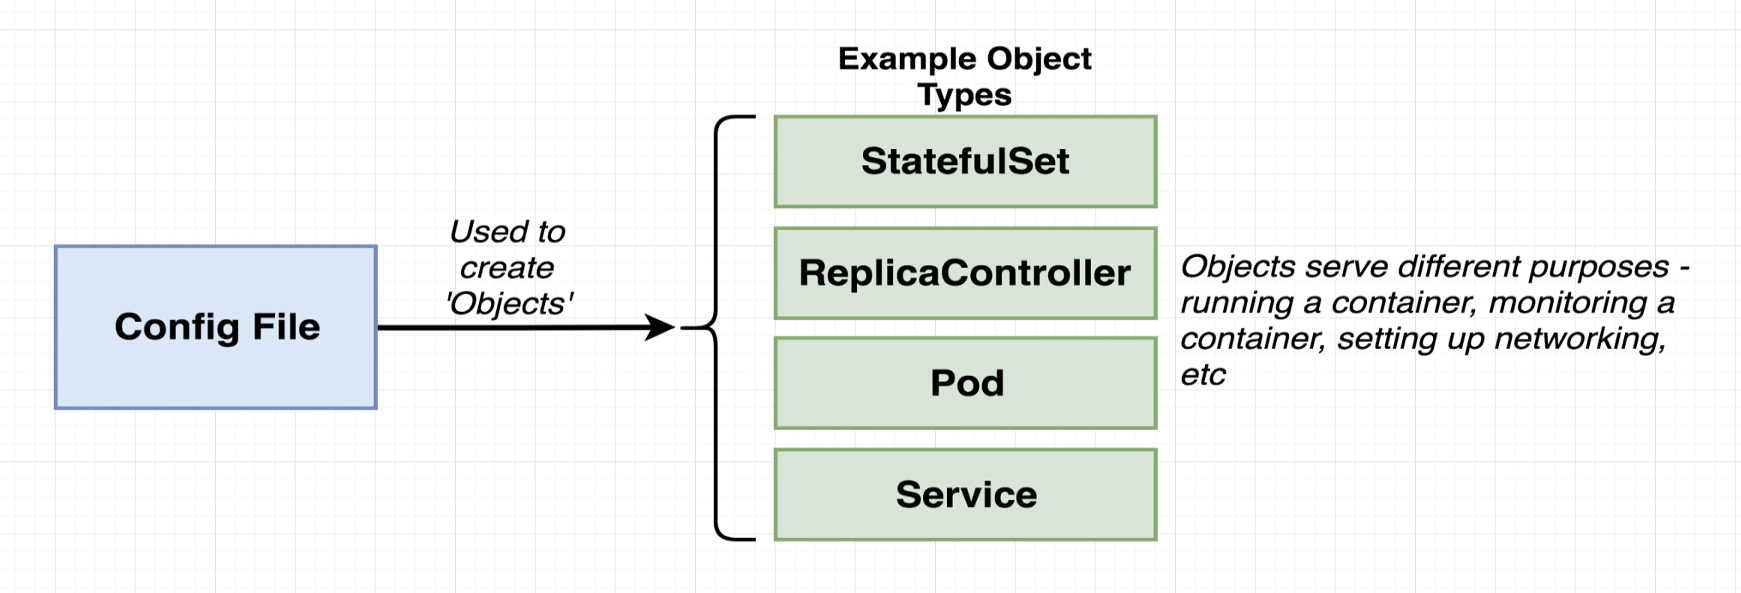 Example Object
Types
StatefulSet
Used to
create
'Objects'
Config File
ReplicaController
Pod
Service
Objects serve different purposes -
running a container, monitoring a
container, setting up networking,
etc